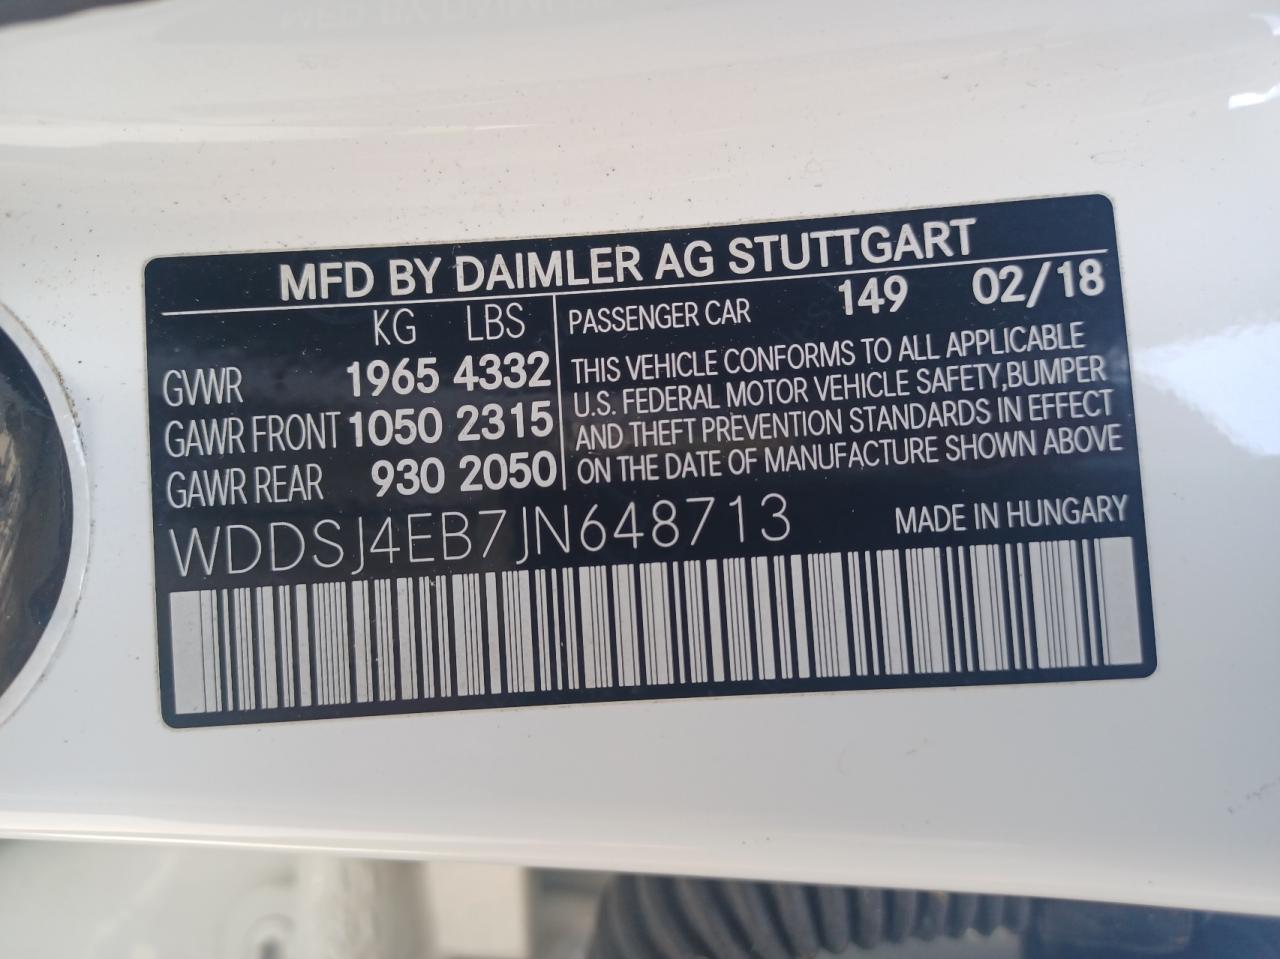 MFD BY DAIMLER AG STUTTGART
KG LBS
GVWR 1965 4332
GAWR FRONT 1050 2315
GAWR REAR 930 2050
PASSENGER CAR 149 02/18
THIS VEHICLE CONFORMS TO ALL APPLICABLE
U.S. FEDERAL MOTOR VEHICLE SAFETY,BUMPER
AND THEFT PREVENTION STANDARDS IN EFFECT
ON THE DATE OF MANUFACTURE SHOWN ABOVE
WDDSJ4EB7JN648713
MADE IN HUNGARY